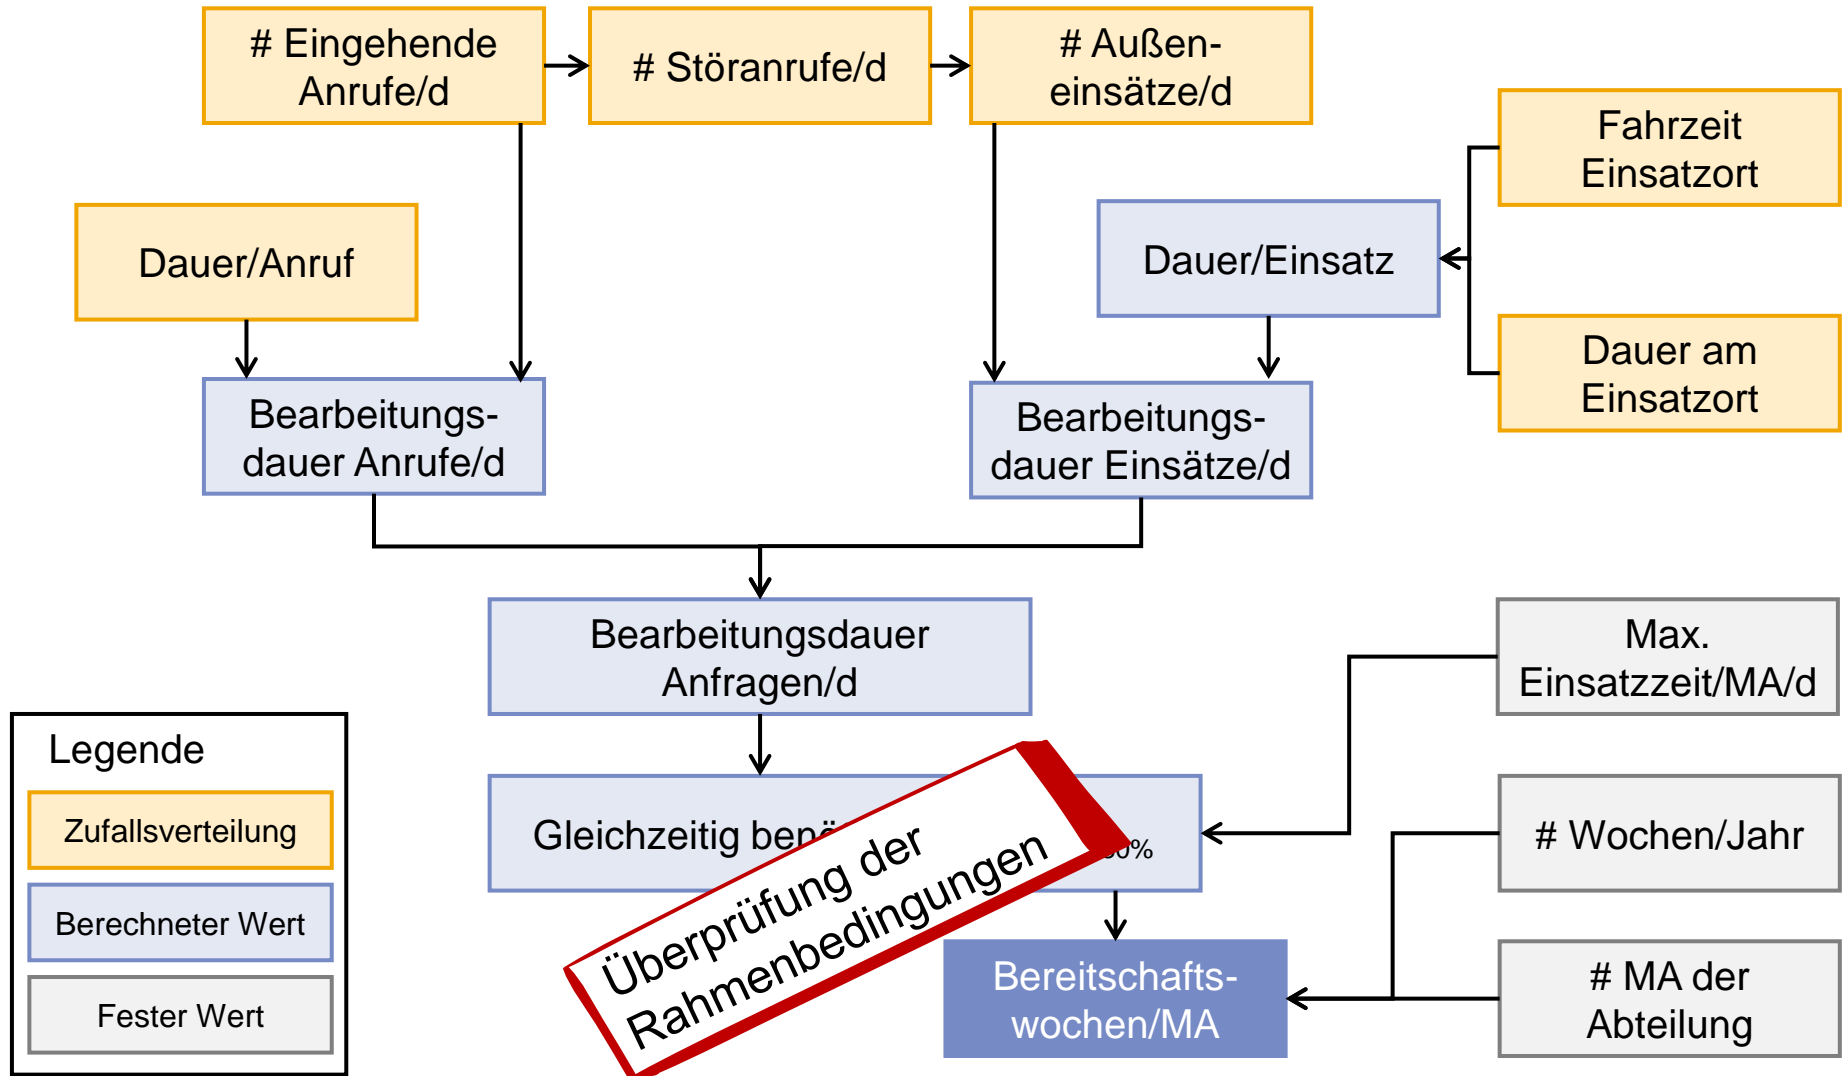 # Eingehende
Anrufe/d
# Störanrufe/d
# Außen-
einsätze/d
Fahrzeit
Einsatzort
Dauer/Anruf
Dauer/Einsatz
Dauer am
Einsatzort
Bearbeitungs-
dauer Anrufe/d
Bearbeitungs-
dauer Einsätze/d
Bearbeitungsdauer
Anfragen/d
Max.
Einsatzzeit/MA/d
Legende
Zufallsverteilung
Berechneter Wert
Fester Wert
Gleichzeitig
# Wochen/Jahr
Überprüfung der
Rahmenbedingungen
Bereitschafts-
wochen/MA
# MA der
Abteilung